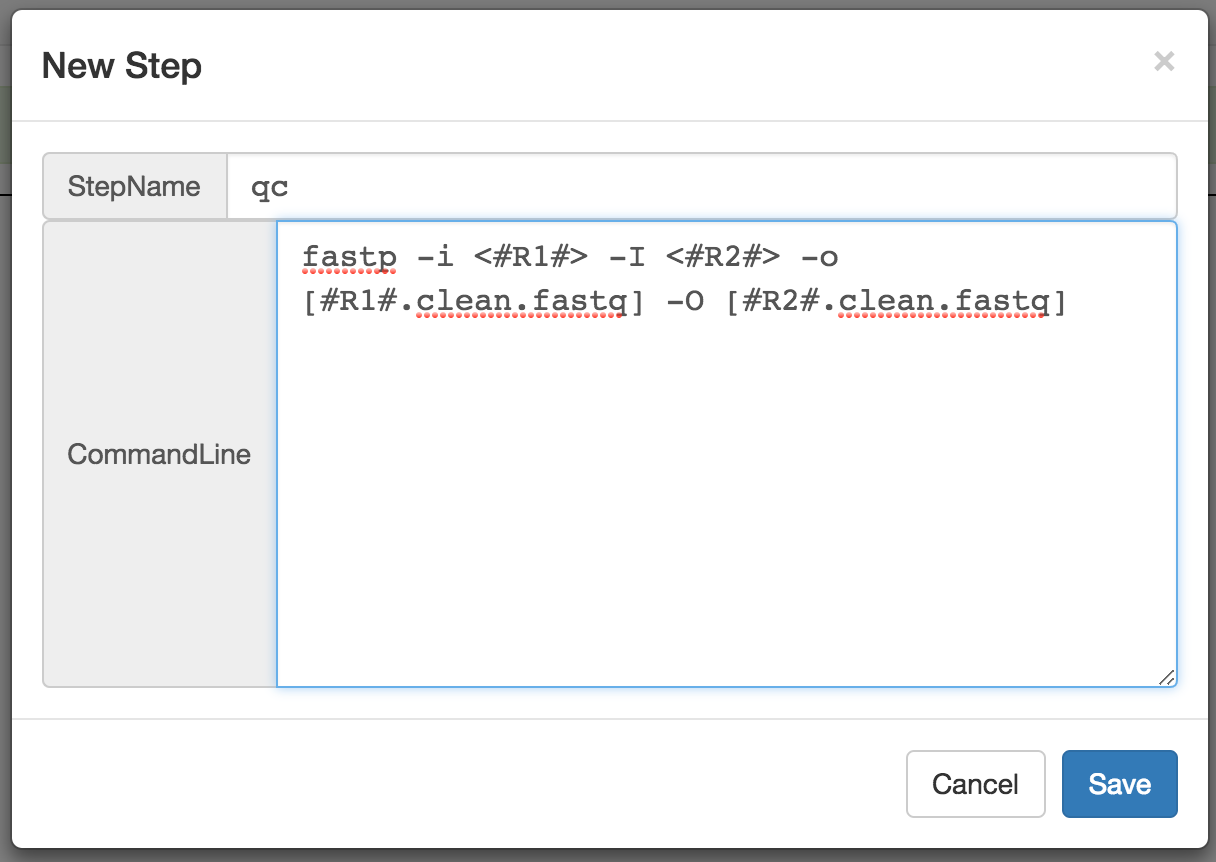 New Step
×
StepName
qc
CommandLine
fastp -i <#R1#> -I <#R2#> -o
[#R1#.clean.fastq] -O [#R2#.clean.fastq]
Cancel
Save